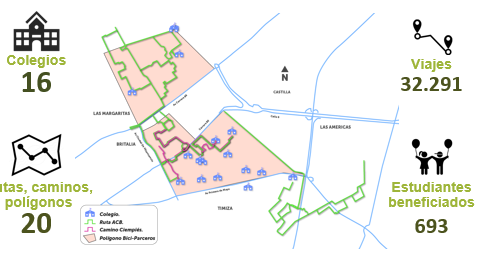 Colegios
16
utas, caminos,
polígonos
20
N
CASTILLA
LAS MARGARITAS
LAS AMERICAS
BRITALIA
TIMIZA
Colegio.
Ruta ACB.
Camino Ciempiés.
Polígono Bici-Parceros
Viajes
32.291
Estudiantes
beneficiados
693